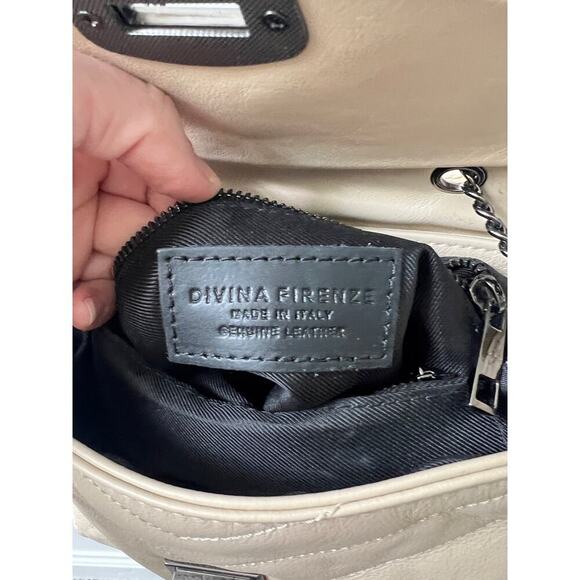 DIVINA FIRENZE
MADE IN ITALY
GENUINE LEATHER